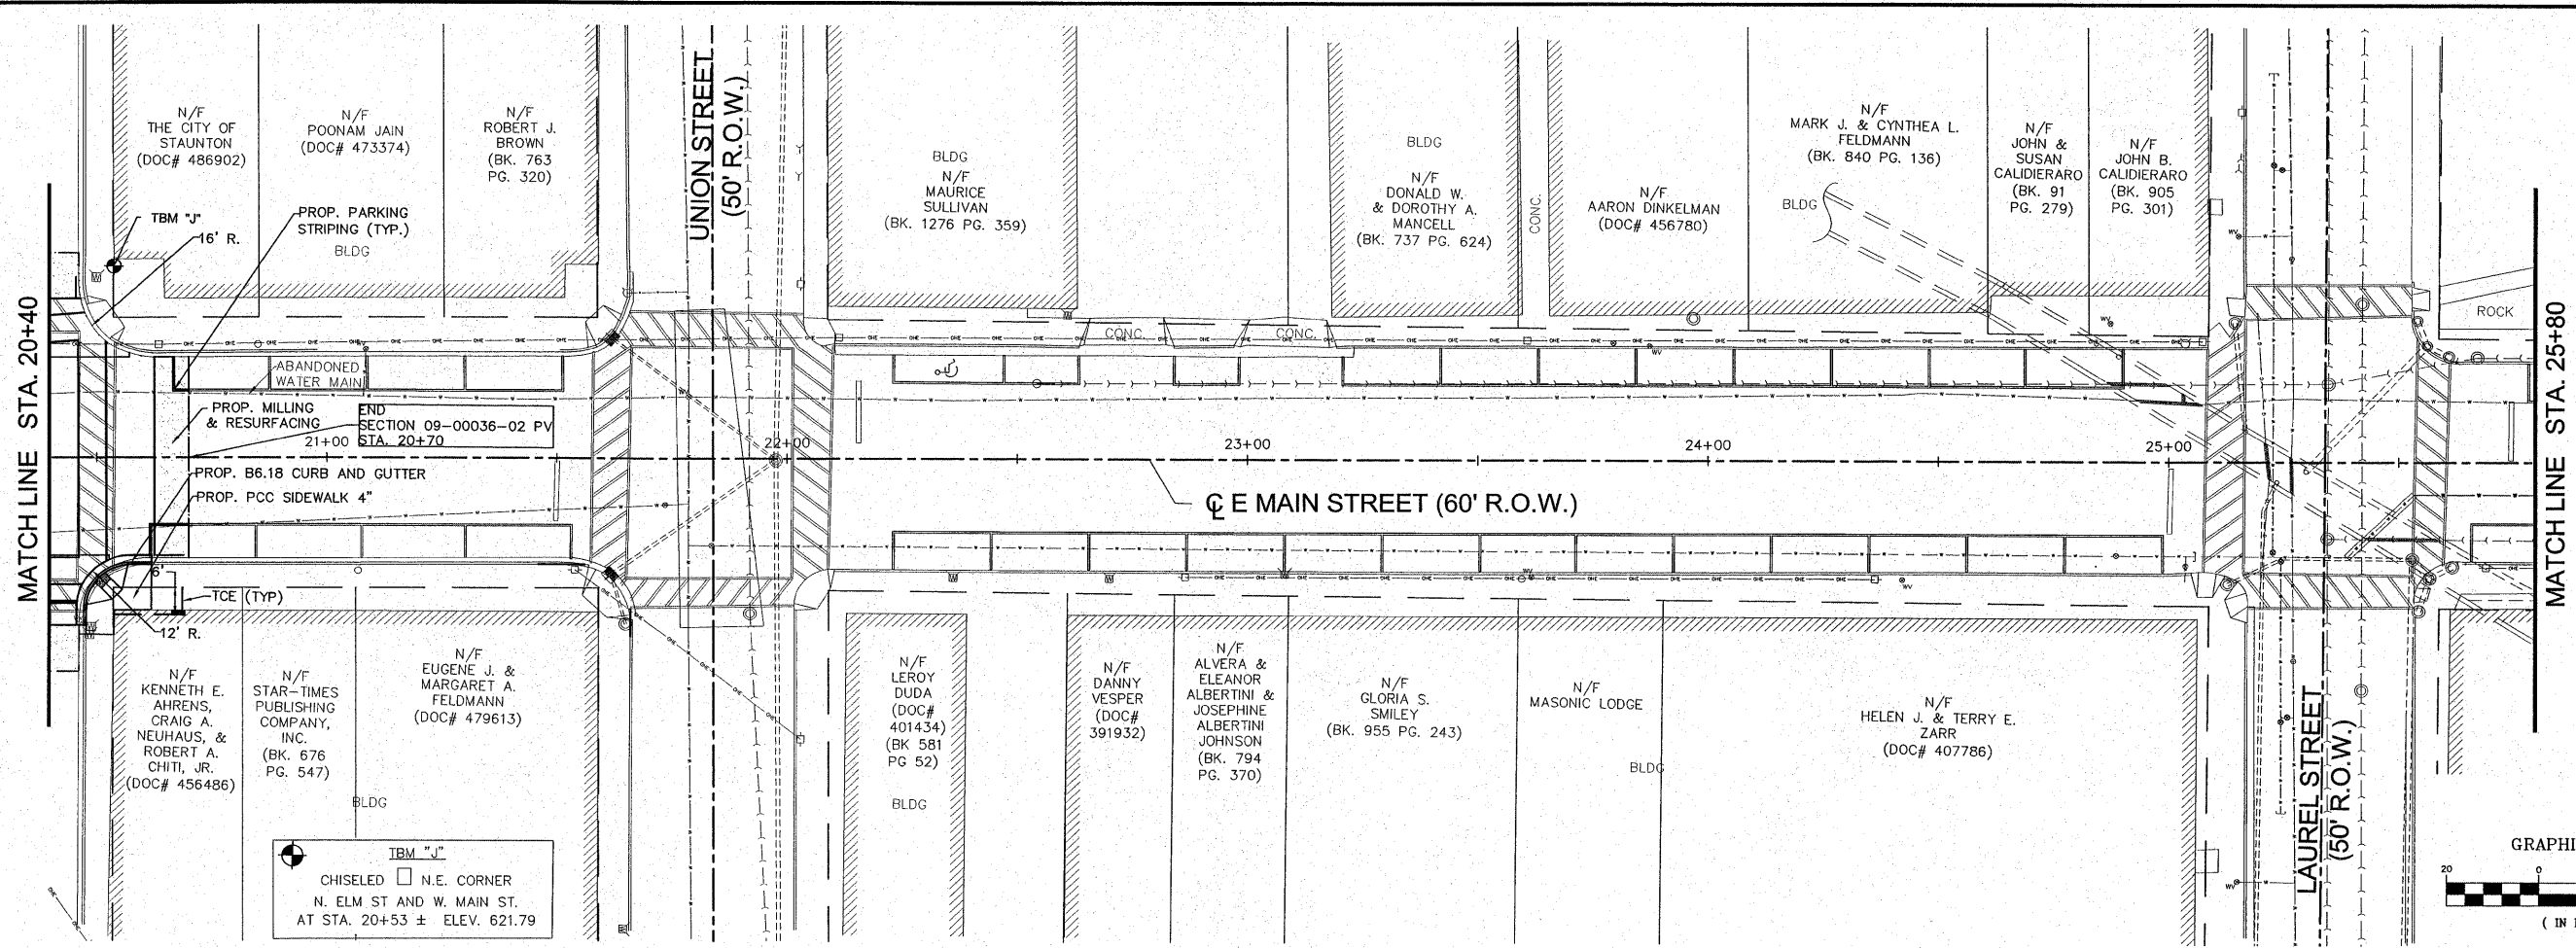 N/F
THE CITY OF
STAUNTON
(DOC# 486902)
N/F
POONAM JAIN
(DOC# 473374)
N/F
ROBERT J.
BROWN
(BK. 763
PG. 320)
UNION STREET
(50' R.O.W.)
BLDG
N/F
MAURICE
SULLIVAN
(BK. 1276 PG. 359)
BLDG
N/F
DONALD W.
& DOROTHY A.
MANCELL
(BK. 737 PG. 624)
CONC.
N/F
AARON DINKELMAN
(DOC# 456780)
N/F
MARK J. & CYNTHEA L.
FELDMANN
(BK. 840 PG. 136)
BLDG
N/F
JOHN &
SUSAN
CALIDIERARO
(BK. 91
PG. 279)
N/F
JOHN B.
CALIDIERARO
(BK. 905
PG. 301)
TBM "J"
16' R.
PROP. PARKING
STRIPING (TYP.)
BLDG
MATCH LINE STA. 20+40
CONC.
CONC.
ROCK
MATCH LINE STA. 25+80
ABANDONED
WATER MAIN
PROP. MILLING
& RESURFACING
END
SECTION 09-00036-02 PV
STA. 20+70
21+00
22+00
23+00
24+00
25+00
PROP. B6.18 CURB AND GUTTER
PROP. PCC SIDEWALK 4"
℄ E MAIN STREET (60' R.O.W.)
6'
TCE (TYP)
12' R.
N/F
KENNETH E.
AHRENS,
CRAIG A.
NEUHAUS, &
ROBERT A.
CHITI, JR.
(DOC# 456486)
N/F
STAR-TIMES
PUBLISHING
COMPANY,
INC.
(BK. 676
PG. 547)
N/F
EUGENE J. &
MARGARET A.
FELDMANN
(DOC# 479613)
BLDG
N/F
LEROY
DUDA
(DOC#
401434)
(BK 581
PG 52)
BLDG
N/F
DANNY
VESPER
(DOC#
391932)
N/F
ALVERA &
ELEANOR
ALBERTINI &
JOSEPHINE
ALBERTINI
JOHNSON
(BK. 794
PG. 370)
N/F
GLORIA S.
SMILEY
(BK. 955 PG. 243)
N/F
MASONIC LODGE
BLDG
N/F
HELEN J. & TERRY E.
ZARR
(DOC# 407786)
LAUREL STREET
(50' R.O.W.)
TBM "J"
CHISELED □ N.E. CORNER
N. ELM ST AND W. MAIN ST.
AT STA. 20+53 ± ELEV. 621.79
GRAPHI
20 0
( IN